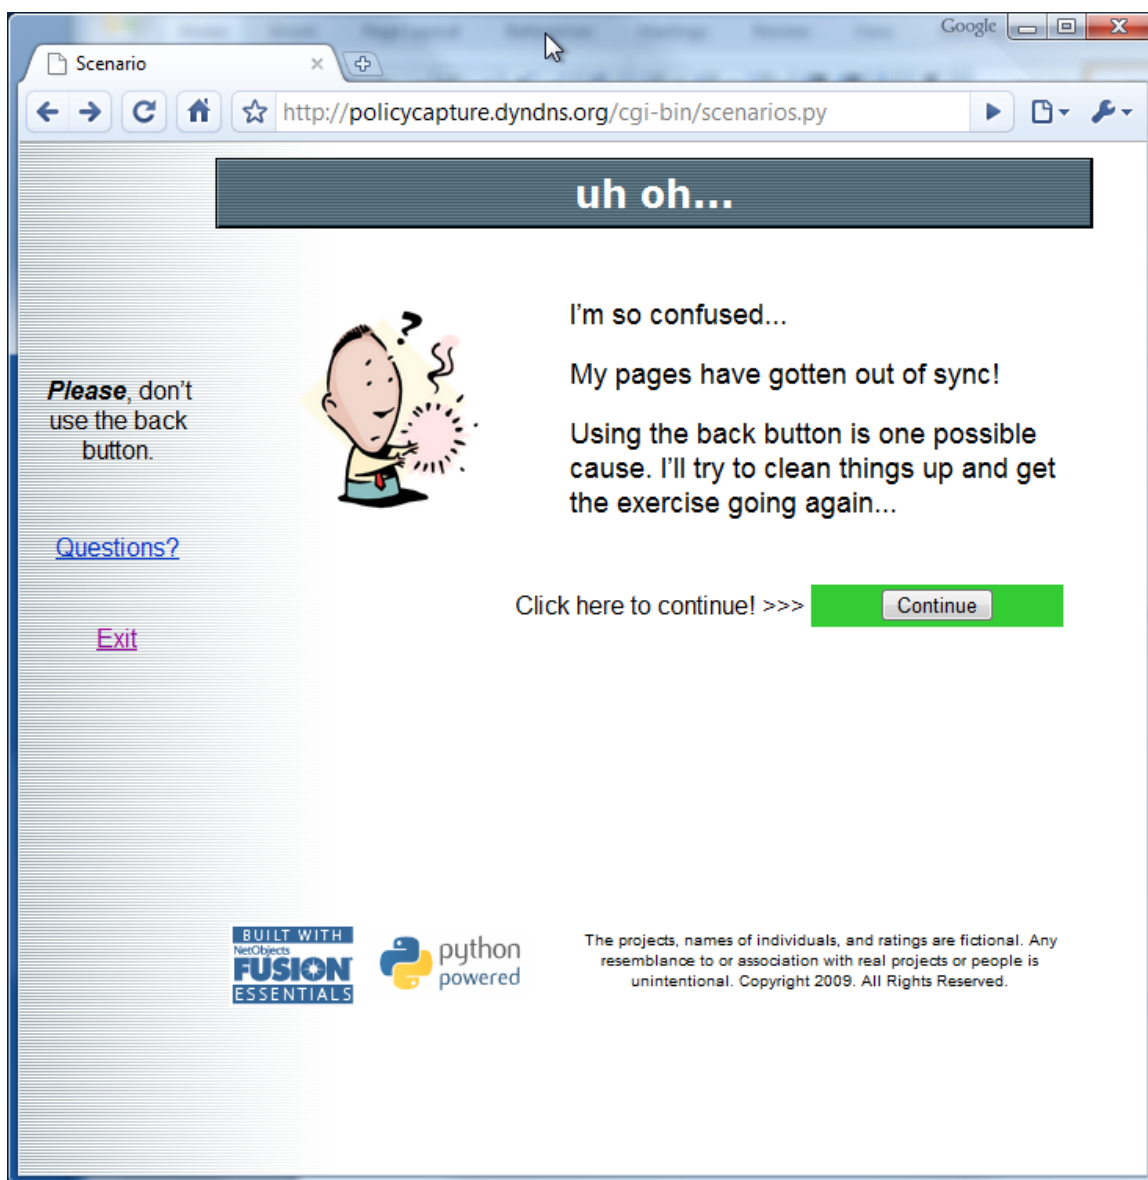 Google
Scenario
http://policycapture.dyndns.org/cgi-bin/scenarios.py
uh oh...
I'm so confused...
My pages have gotten out of sync!
Using the back button is one possible
cause. I'll try to clean things up and get
the exercise going again...
Please, don't
use the back
button.
Questions?
Exit
Click here to continue! >>> Continue
BUILT WITH
NetObjects
FUSION
ESSENTIALS
python
powered
The projects, names of individuals, and ratings are fictional. Any
resemblance to or association with real projects or people is
unintentional. Copyright 2009. All Rights Reserved.